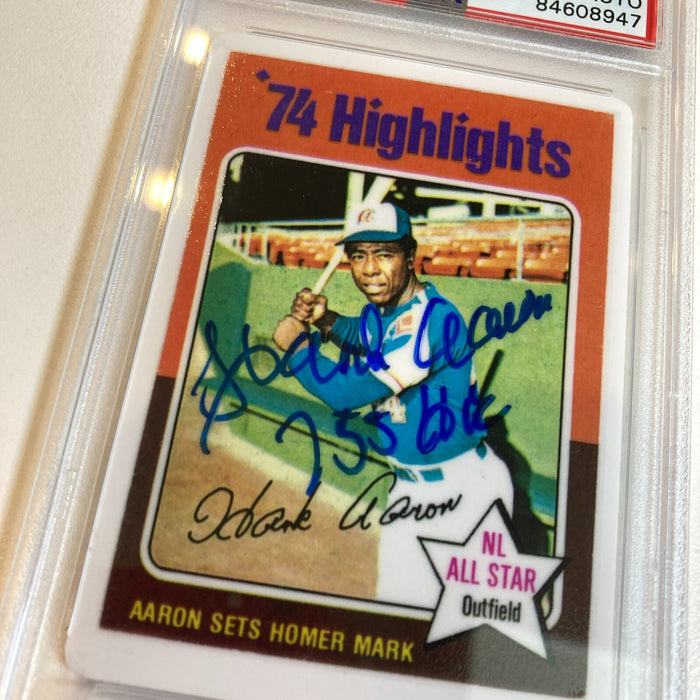 84608947
'74 Highlights
Hank Aaron
755 HR
Hank Aaron
NL
ALL STAR
Outfield
AARON SETS HOMER MARK